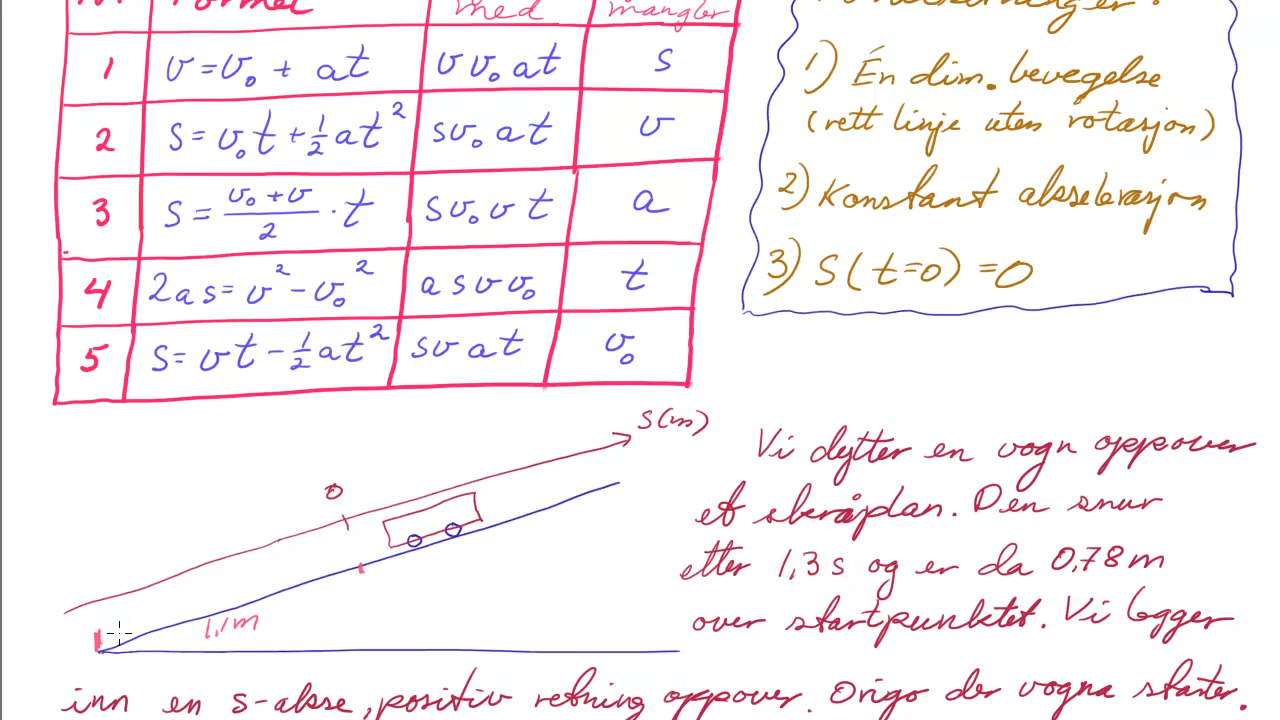 Nr Formel med mangler
1 v = v₀ + at v v₀ a t s
2 s = v₀t + ½at² s v₀ a t v
3 s = (v₀ + v)/2 · t s v₀ v t a
4 2as = v² - v₀² a s v v₀ t
5 s = vt - ½at² s v a t v₀
1) Én dim. bevegelse
(rett linje uten rotasjon)
2) Konstant akselerasjon
3) S(t=0) = 0
S(m)
0
1,1m
Vi dytter en vogn oppover
et skråplan. Den snur
etter 1,3 s og er da 0,78 m
over startpunktet. Vi legger
inn en s-akse, positiv retning oppover. Origo der vogna starter.